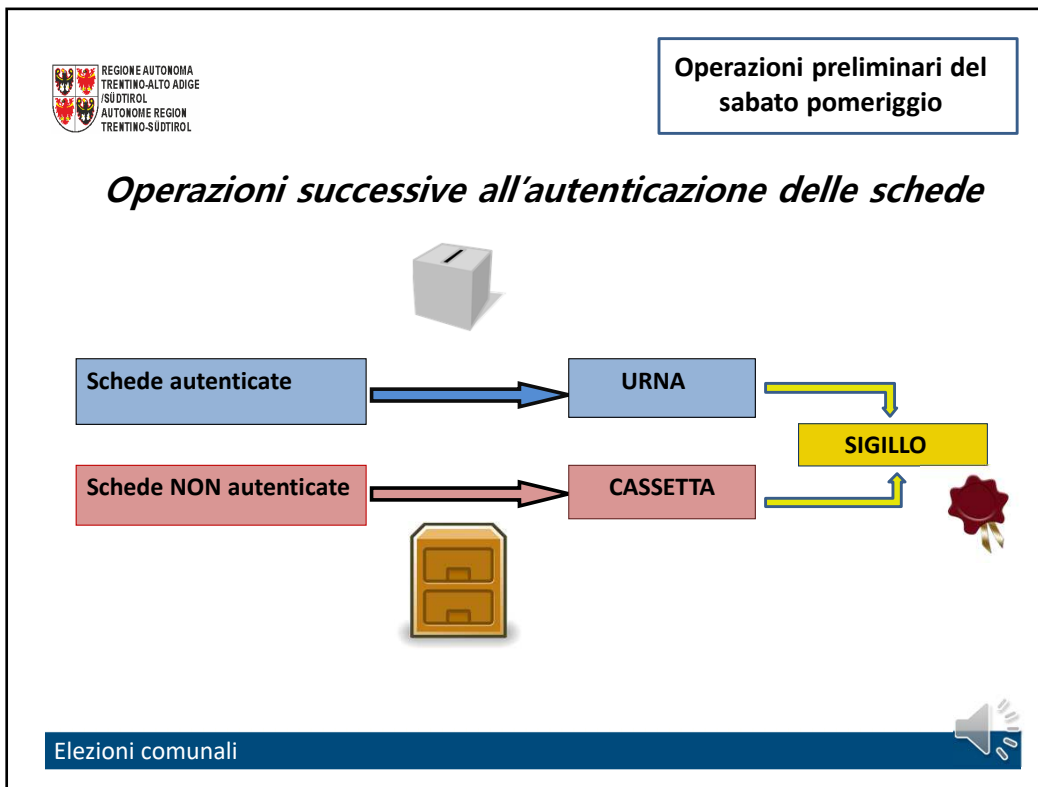 REGIONE AUTONOMA
TRENTINO-ALTO ADIGE
/SÜDTIROL
AUTONOME REGION
TRENTINO-SÜDTIROL
Operazioni preliminari del
sabato pomeriggio
Operazioni successive all'autenticazione delle schede
Schede autenticate
URNA
SIGILLO
Schede NON autenticate
CASSETTA
Elezioni comunali